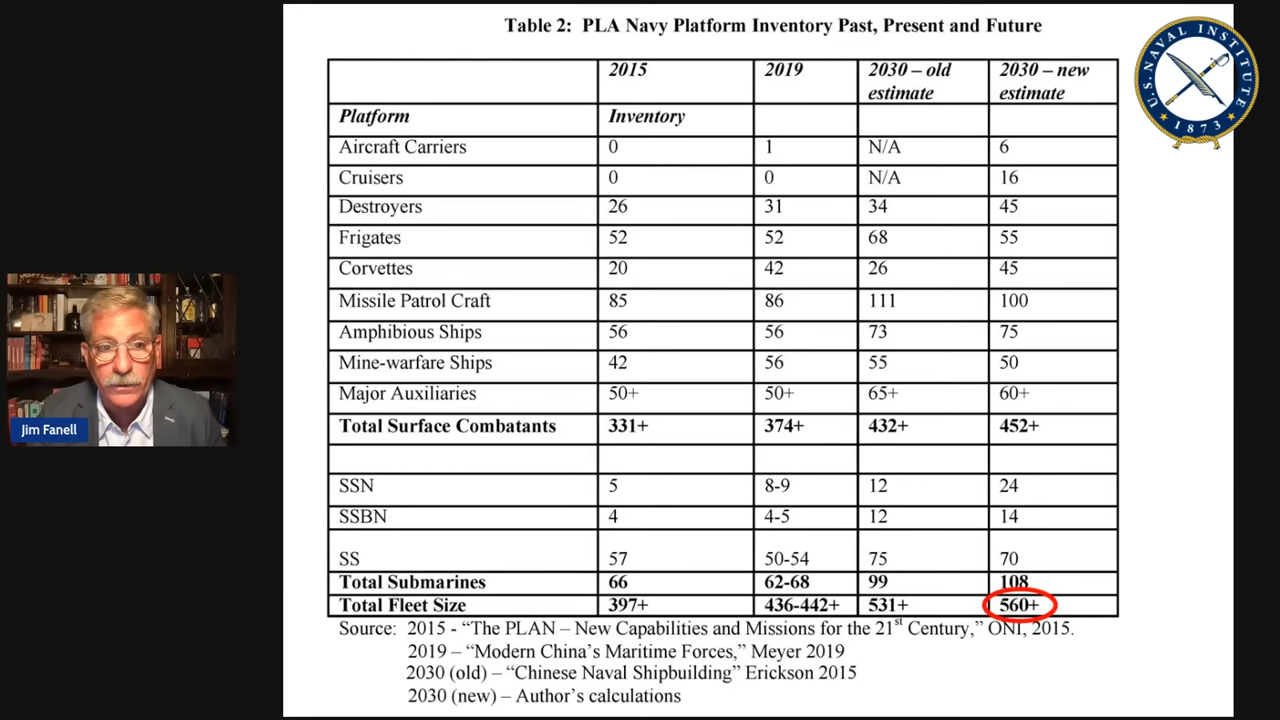 Table 2: PLA Navy Platform Inventory Past, Present and Future
2015 2019 2030 – old estimate 2030 – new estimate
Platform Inventory
Aircraft Carriers 0 1 N/A 6
Cruisers 0 0 N/A 16
Destroyers 26 31 34 45
Frigates 52 52 68 55
Corvettes 20 42 26 45
Missile Patrol Craft 85 86 111 100
Amphibious Ships 56 56 73 75
Mine-warfare Ships 42 56 55 50
Major Auxiliaries 50+ 50+ 65+ 60+
Total Surface Combatants 331+ 374+ 432+ 452+
SSN 5 8-9 12 24
SSBN 4 4-5 12 14
SS 57 50-54 75 70
Total Submarines 66 62-68 99 108
Total Fleet Size 397+ 436-442+ 531+ 560+
Source: 2015 - “The PLAN – New Capabilities and Missions for the 21st Century,” ONI, 2015.
2019 – “Modern China’s Maritime Forces,” Meyer 2019
2030 (old) – “Chinese Naval Shipbuilding” Erickson 2015
2030 (new) – Author’s calculations
Jim Fanell
U.S. NAVAL INSTITUTE
1873